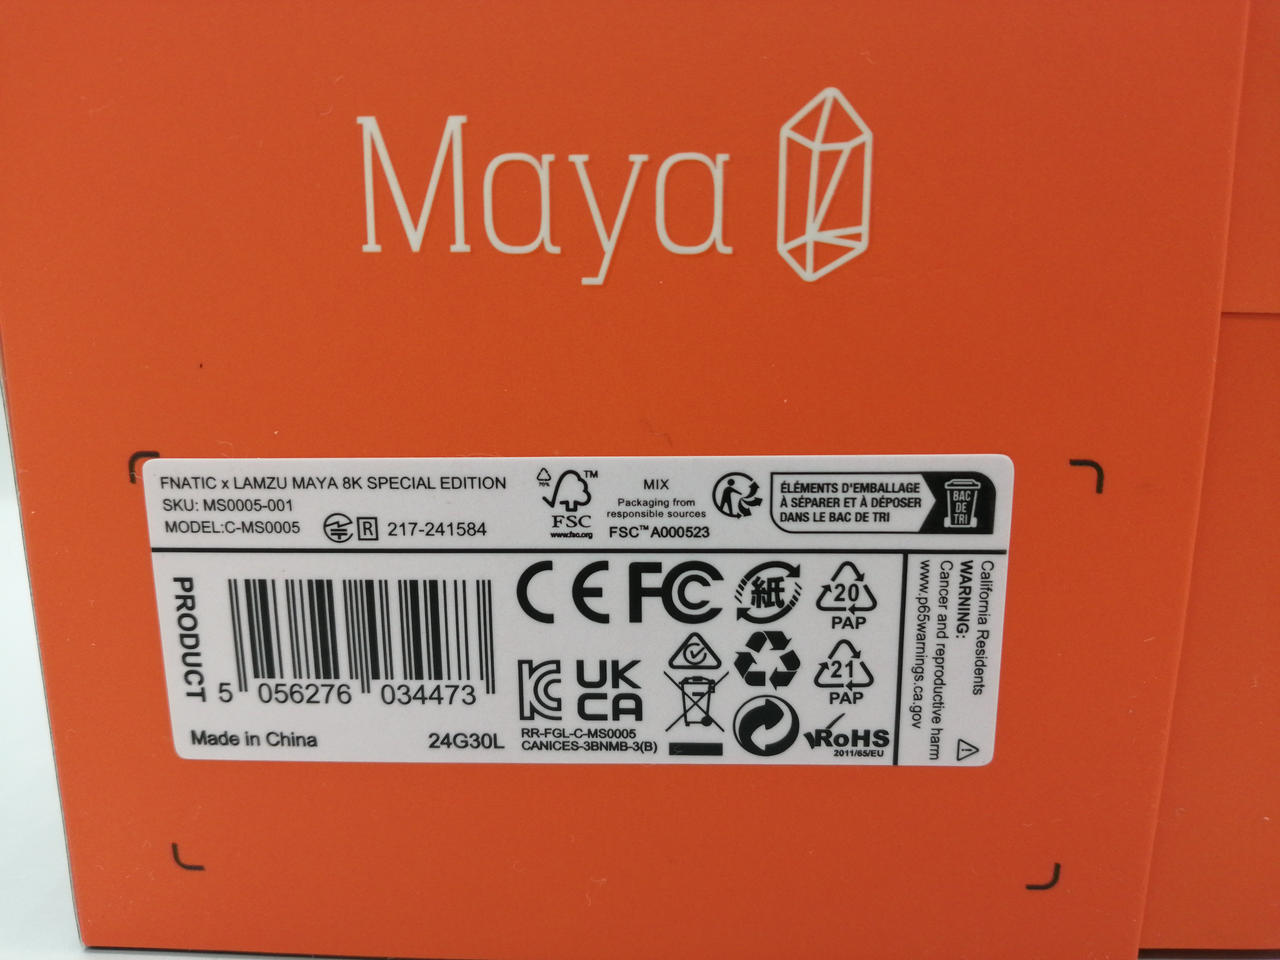 Maya
FNATIC x LAMZU MAYA 8K SPECIAL EDITION
SKU: MS0005-001
MODEL:C-MS0005
R 217-241584
70%
FSC
www.fsc.org
MIX
Packaging from
responsible sources
FSC™ A000523
ÉLÉMENTS D'EMBALLAGE
À SÉPARER ET À DÉPOSER
DANS LE BAC DE TRI
BAC
DE
TRI
PRODUCT
5 056276 034473
Made in China
24G30L
CE FC 紙
20
PAP
21
PAP
UK
CA
RR-FGL-C-MS0005
CANICES-3BNMB-3(B)
RoHS
2011/65/EU
California Residents
WARNING:
Cancer and reproductive harm
www.p65warnings.ca.gov